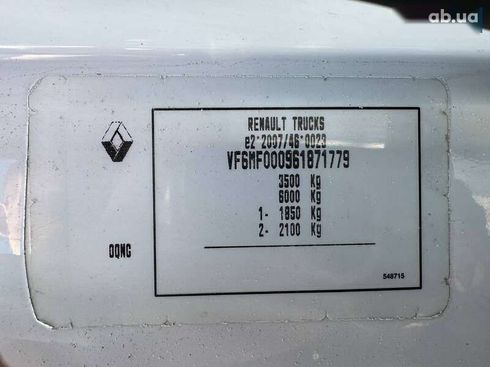 ab.ua
RENAULT TRUCKS
e2*2007/46*0023
VF6MF000961871779
3500 Kg
6000 Kg
1- 1850 Kg
2- 2100 Kg
0QNG
548715